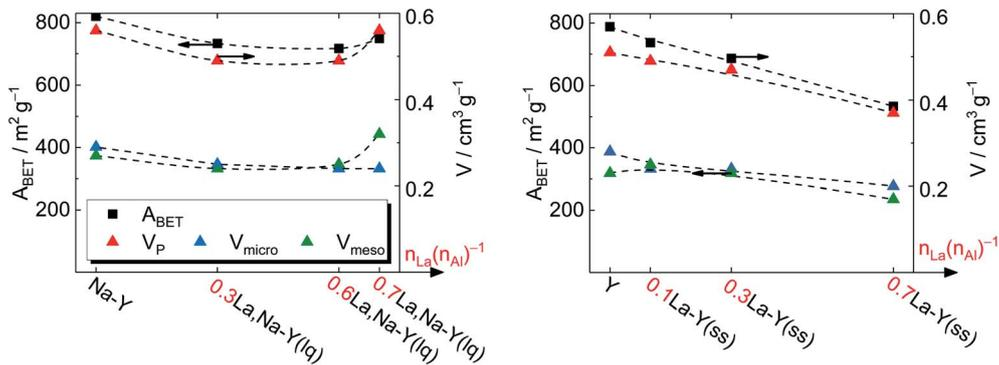 800
600
400
200
A_BET / m² g⁻¹
0.6
0.4
0.2
V / cm³ g⁻¹
A_BET
V_P
V_micro
V_meso
n_La(n_Al)⁻¹
Na-Y
0.3La,Na-Y(lq)
0.6La,Na-Y(lq)
0.7La,Na-Y(lq)
800
600
400
200
A_BET / m² g⁻¹
0.6
0.4
0.2
V / cm³ g⁻¹
n_La(n_Al)⁻¹
Y
0.1La-Y(ss)
0.3La-Y(ss)
0.7La-Y(ss)